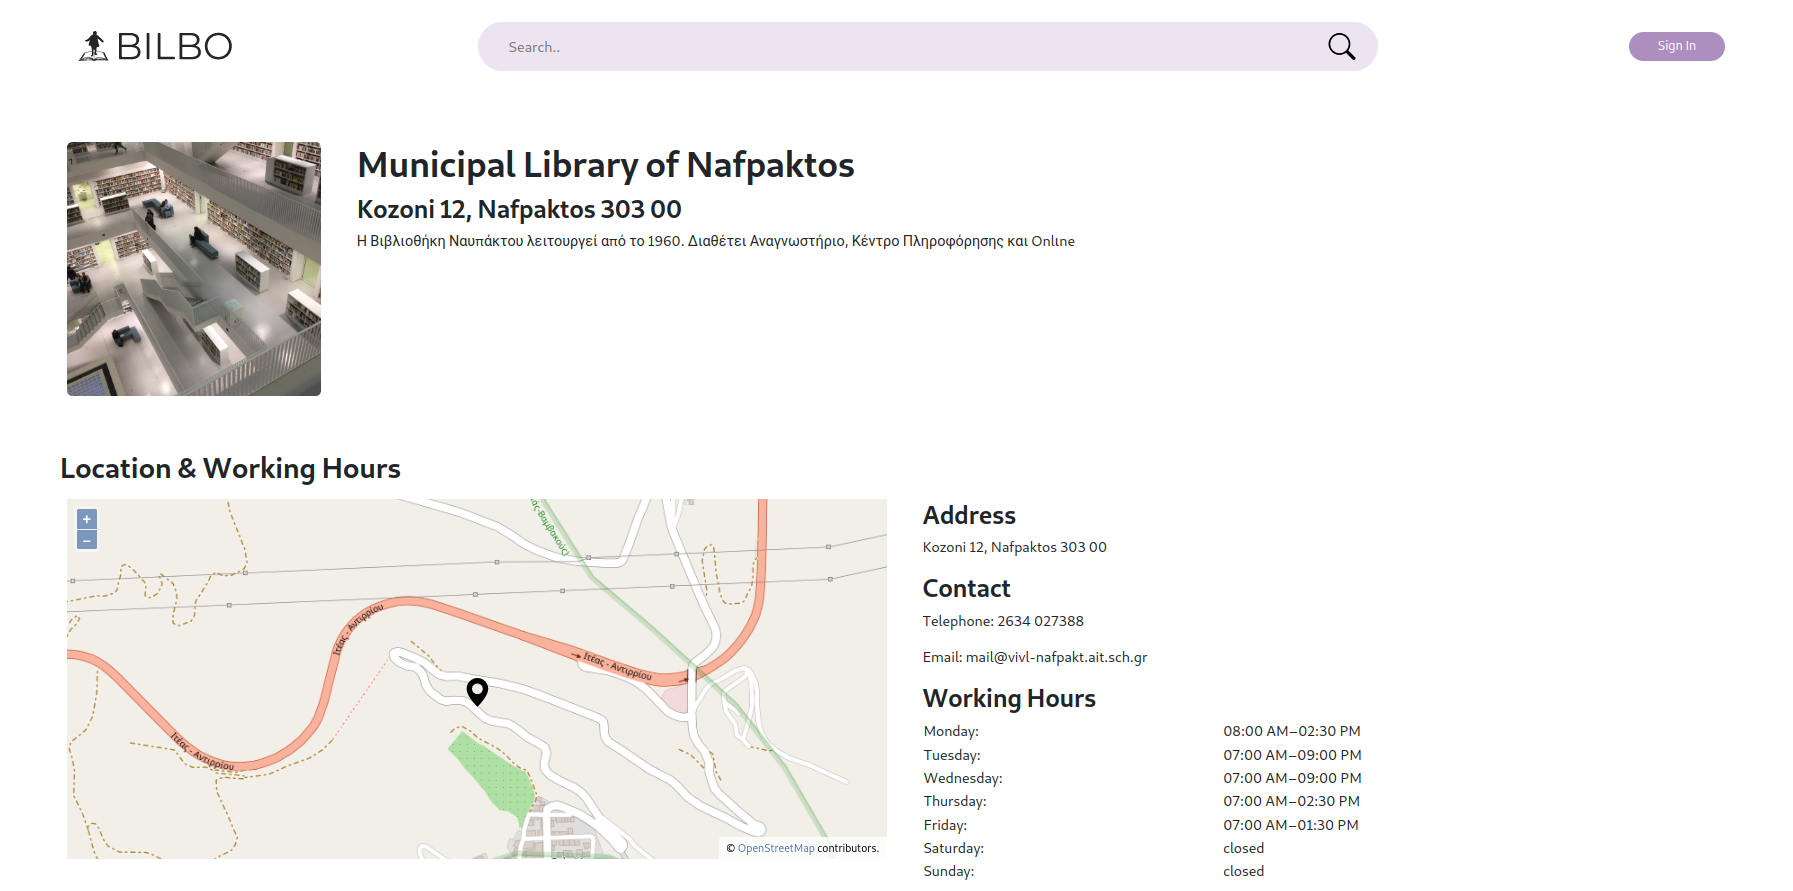 BILBO
Search..
Sign In
Municipal Library of Nafpaktos
Kozoni 12, Nafpaktos 303 00
Η Βιβλιοθήκη Ναυπάκτου λειτουργεί από το 1960. Διαθέτει Αναγνωστήριο, Κέντρο Πληροφόρησης και Onlιne
Location & Working Hours
+
−
Ιτέας - Αντιρρίου
Ιτέας - Αντιρρίου
Ιτέας - Αντιρρίου
© OpenStreetMap contributors.
Address
Kozoni 12, Nafpaktos 303 00
Contact
Telephone: 2634 027388
Email: mail@vivl-nafpakt.ait.sch.gr
Working Hours
Monday: 08:00 AM–02:30 PM
Tuesday: 07:00 AM–09:00 PM
Wednesday: 07:00 AM–09:00 PM
Thursday: 07:00 AM–02:30 PM
Friday: 07:00 AM–01:30 PM
Saturday: closed
Sunday: closed